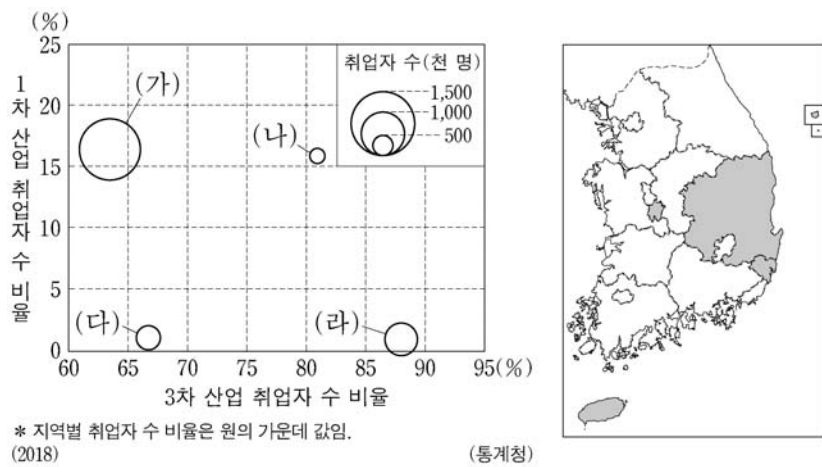 (%)
25
20
15
10
5
0
1차 산업 취업자 수 비율
(가)
(나)
(다)
(라)
취업자 수(천 명)
1,500
1,000
500
60 65 70 75 80 85 90 95(%)
3차 산업 취업자 수 비율
* 지역별 취업자 수 비율은 원의 가운데 값임.
(2018) (통계청)